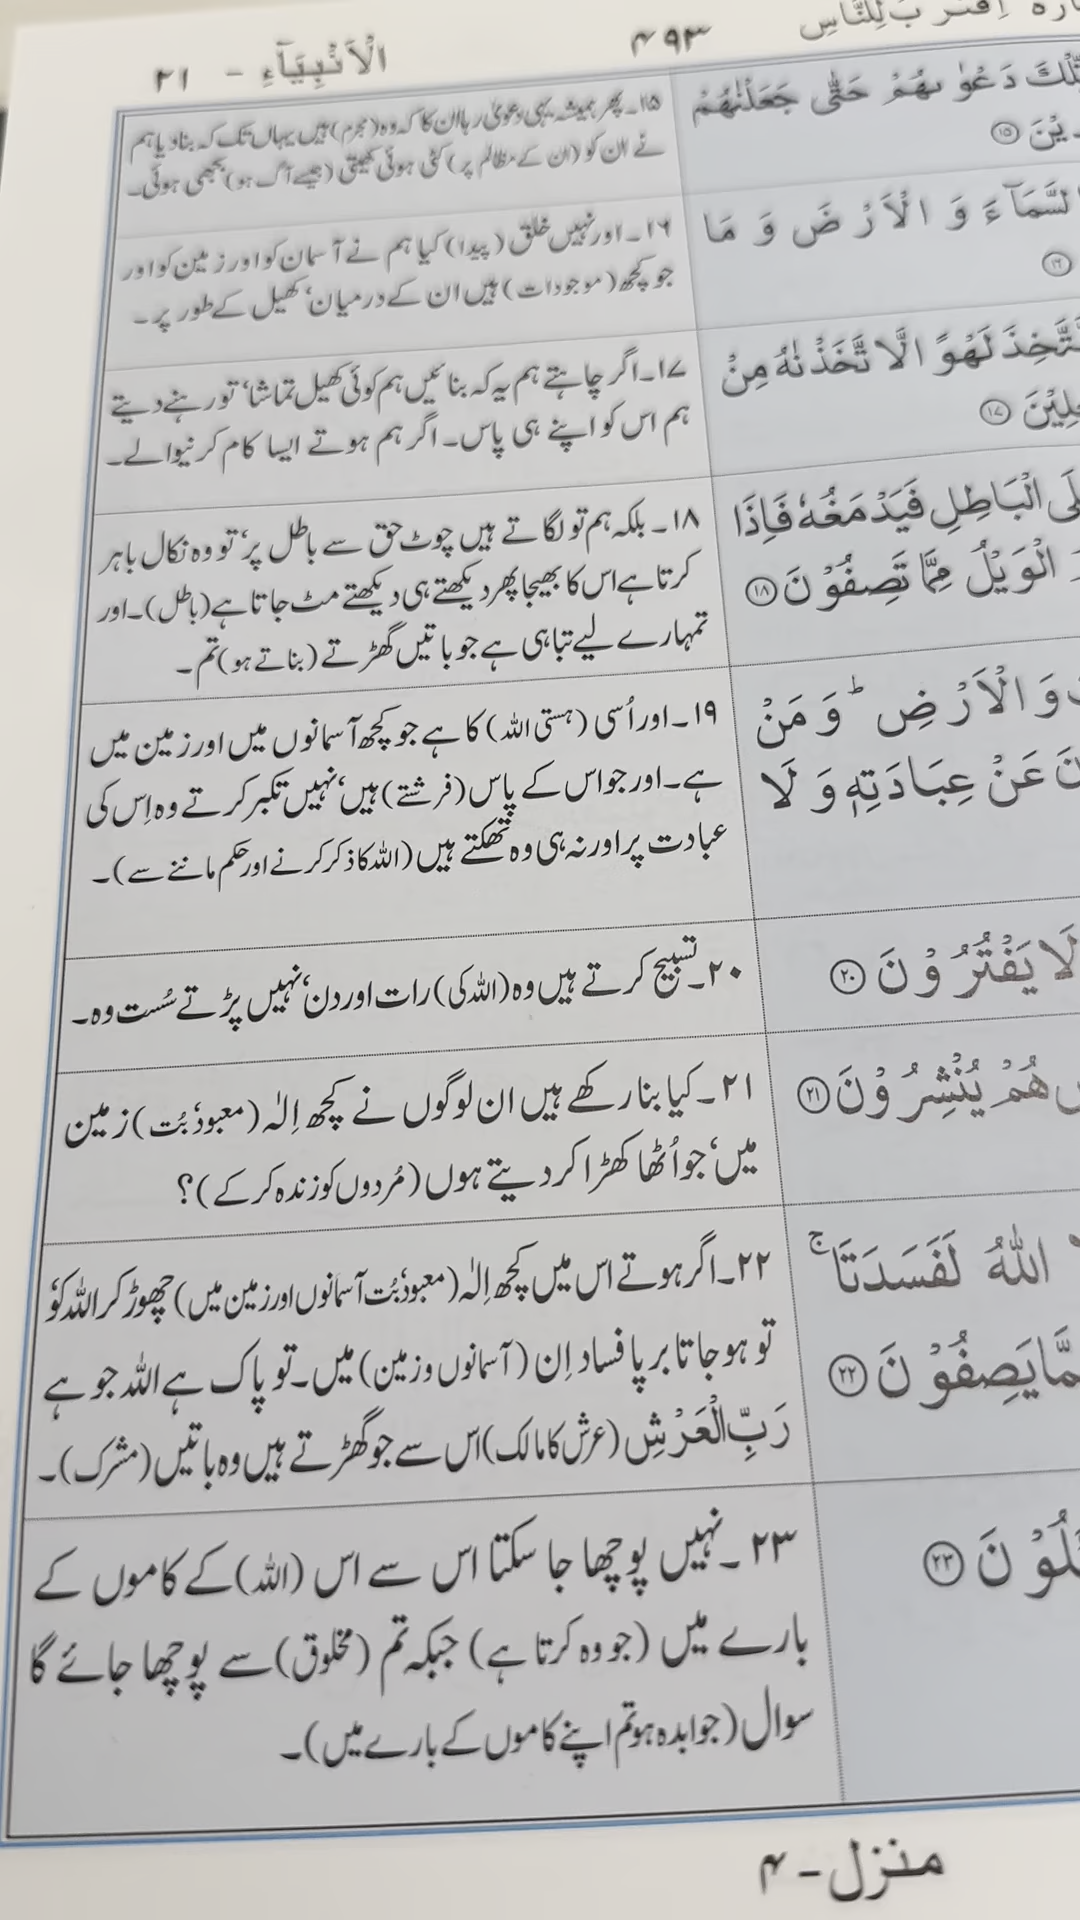 اِقْتَرَبَ لِلنَّاسِ
۴۹۳
اَلْاَنْبِيَآءِ - ۲۱
تِّلْكَ دَعْوٰىهُمْ حَتّٰى جَعَلْنٰهُمْ
دِيْنَ ⑮
السَّمَآءَ وَ الْاَرْضَ وَ مَا
⑯
نَّتَّخِذَ لَهْوًا لَّا تَّخَذْنٰهُ مِنْ
عِلِيْنَ ⑰
عَلَى الْبَاطِلِ فَيَدْمَغُهٗ فَاِذَا
الْوَيْلُ مِمَّا تَصِفُوْنَ ⑱
وَ الْاَرْضِ ؕ وَ مَنْ
نَ عَنْ عِبَادَتِهٖ وَ لَا
لَا يَفْتُرُوْنَ ⑳
هُمْ يُنْشِرُوْنَ ㉑
اللّٰهُ لَفَسَدَتَا ۚ
مَّا يَصِفُوْنَ ㉒
لُوْنَ ㉓
۱۵۔ پھر ہمیشہ یہی دعویٰ رہا ان کا کہ وہ (مجرم) ہیں یہاں تک کہ بنا دیا ہم
نے ان کو (ان کے مظالم پر) کٹی ہوئی کھیتی (جیسے آگ ہو) بجھی ہوئی۔
۱۶۔ اور نہیں خلق (پیدا) کیا ہم نے آسمان کو اور زمین کو اور
جو کچھ (موجودات) ہیں ان کے درمیان، کھیل کے طور پر۔
۱۷۔ اگر چاہتے ہم یہ کہ بنائیں ہم کوئی کھیل تماشا، تو رہنے دیتے
ہم اس کو اپنے ہی پاس۔ اگر ہم ہوتے ایسا کام کرنیوالے۔
۱۸۔ بلکہ ہم تو لگاتے ہیں چوٹ حق سے باطل پر، تو وہ نکال باہر
کرتا ہے اس کا بھیجا پھر دیکھتے ہی دیکھتے مٹ جاتا ہے (باطل)۔ اور
تمہارے لیے تباہی ہے جو باتیں گھڑتے (بناتے ہو) تم۔
۱۹۔ اور اُسی (ہستی اللہ) کا ہے جو کچھ آسمانوں میں اور زمین میں
ہے۔ اور جو اس کے پاس (فرشتے) ہیں، نہیں تکبر کرتے وہ اِس کی
عبادت پر اور نہ ہی وہ تھکتے ہیں (اللہ کا ذکر کرنے اور حکم ماننے سے)۔
۲۰۔ تسبیح کرتے ہیں وہ (اللہ کی) رات اور دن، نہیں پڑتے سُست وہ۔
۲۱۔ کیا بنا رکھے ہیں ان لوگوں نے کچھ اِلٰہ (معبود، بُت) زمین
میں، جو اُٹھا کھڑا کر دیتے ہوں (مُردوں کو زندہ کر کے)؟
۲۲۔ اگر ہوتے اس میں کچھ اِلٰہ (معبود، بُت آسمانوں اور زمین میں) چھوڑ کر اللہ کو،
تو ہو جاتا برپا فساد اِن (آسمانوں و زمین) میں۔ تو پاک ہے اللہ جو ہے
رَبِّ الْعَرْشِ (عرش کا مالک) اس سے جو گھڑتے ہیں وہ باتیں (مشرک)۔
۲۳۔ نہیں پوچھا جا سکتا اس سے اس (اللہ) کے کاموں کے
بارے میں (جو وہ کرتا ہے) جبکہ تم (مخلوق) سے پوچھا جائے گا
سوال (جوابدہ ہو تم اپنے کاموں کے بارے میں)۔
منزل - ۴